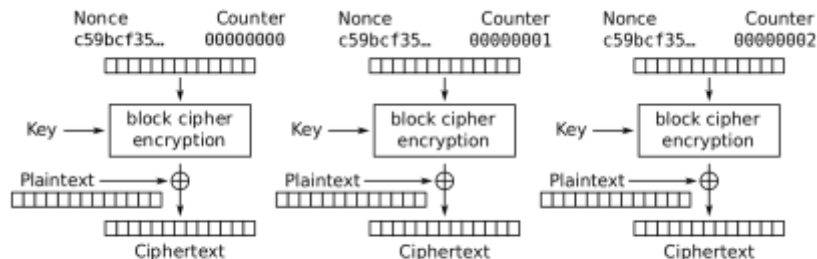 Nonce Counter Nonce Counter Nonce Counter
c59bcf35… 00000000 c59bcf35… 00000001 c59bcf35… 00000002
Key block cipher encryption Key block cipher encryption Key block cipher encryption
Plaintext Plaintext Plaintext
Ciphertext Ciphertext Ciphertext